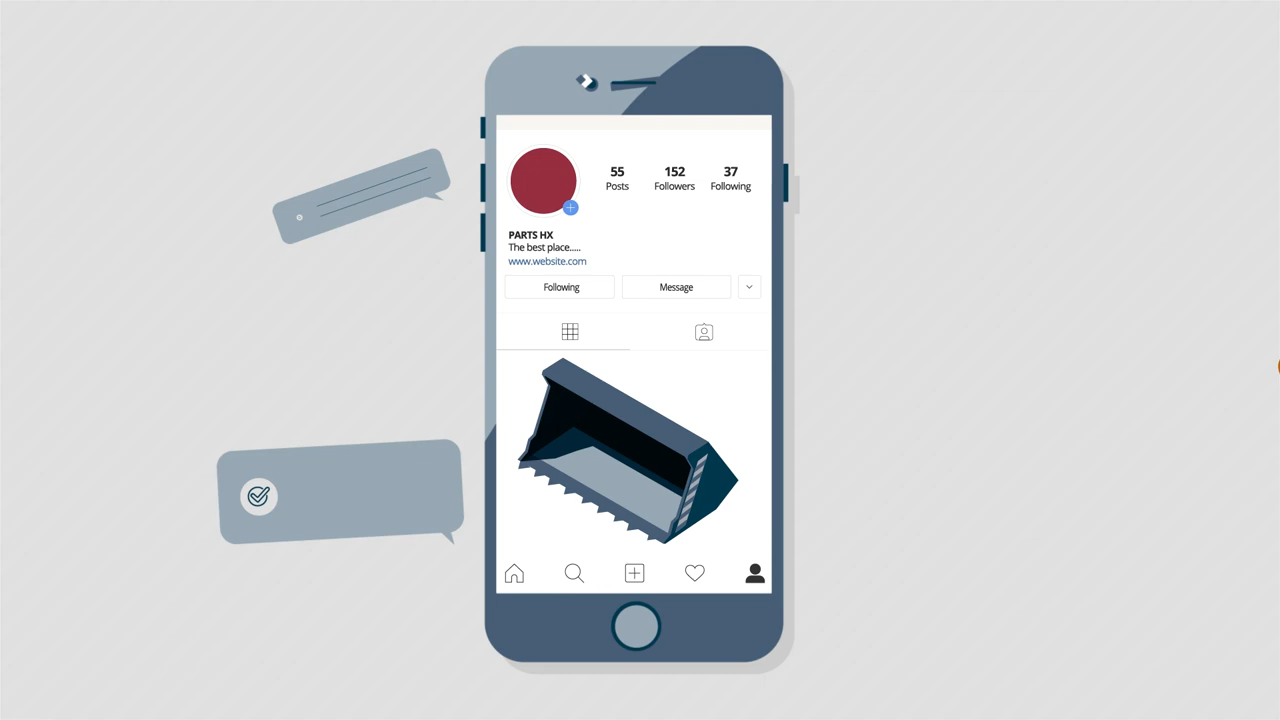 55 152 37
Posts Followers Following
PARTS HX
The best place.....
www.website.com
Following Message